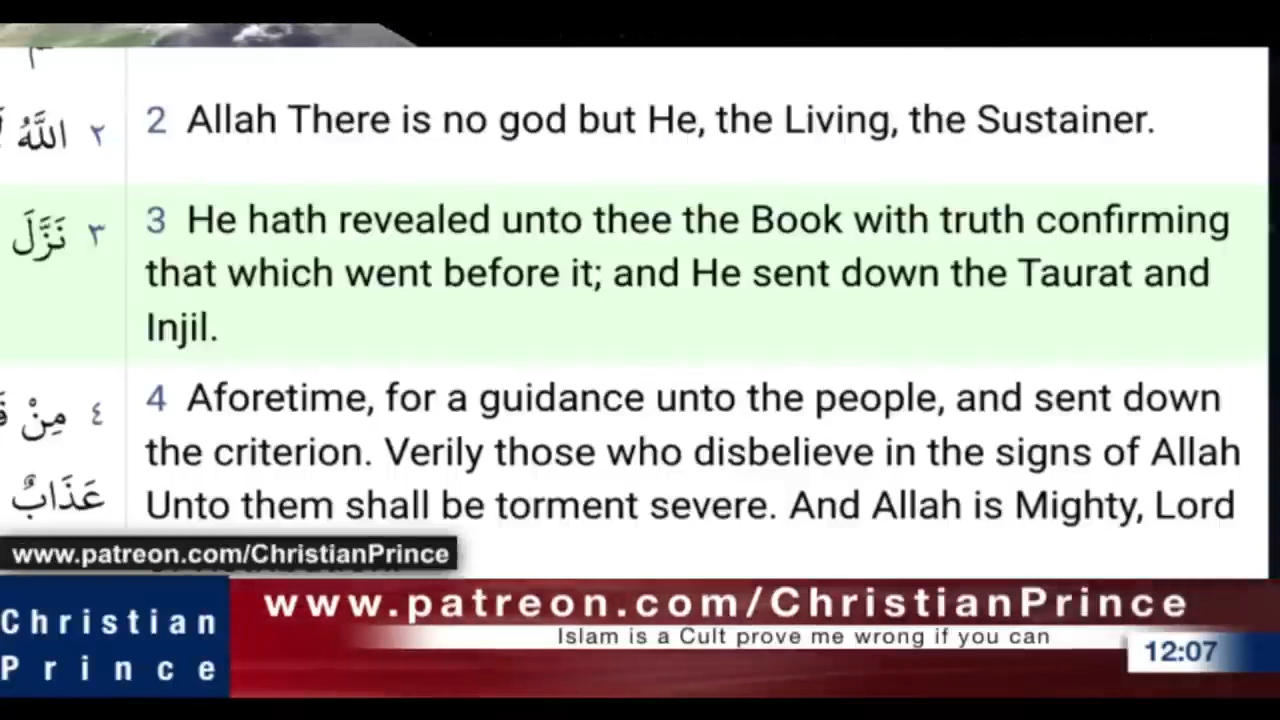 ٢ اللَّهُ
2 Allah There is no god but He, the Living, the Sustainer.
٣ نَزَّلَ
3 He hath revealed unto thee the Book with truth confirming
that which went before it; and He sent down the Taurat and
Injil.
٤ مِنْ
4 Aforetime, for a guidance unto the people, and sent down
the criterion. Verily those who disbelieve in the signs of Allah
عَذَابٌ
Unto them shall be torment severe. And Allah is Mighty, Lord
www.patreon.com/ChristianPrince
Christian
Prince
www.patreon.com/ChristianPrince
Islam is a Cult prove me wrong if you can
12:07